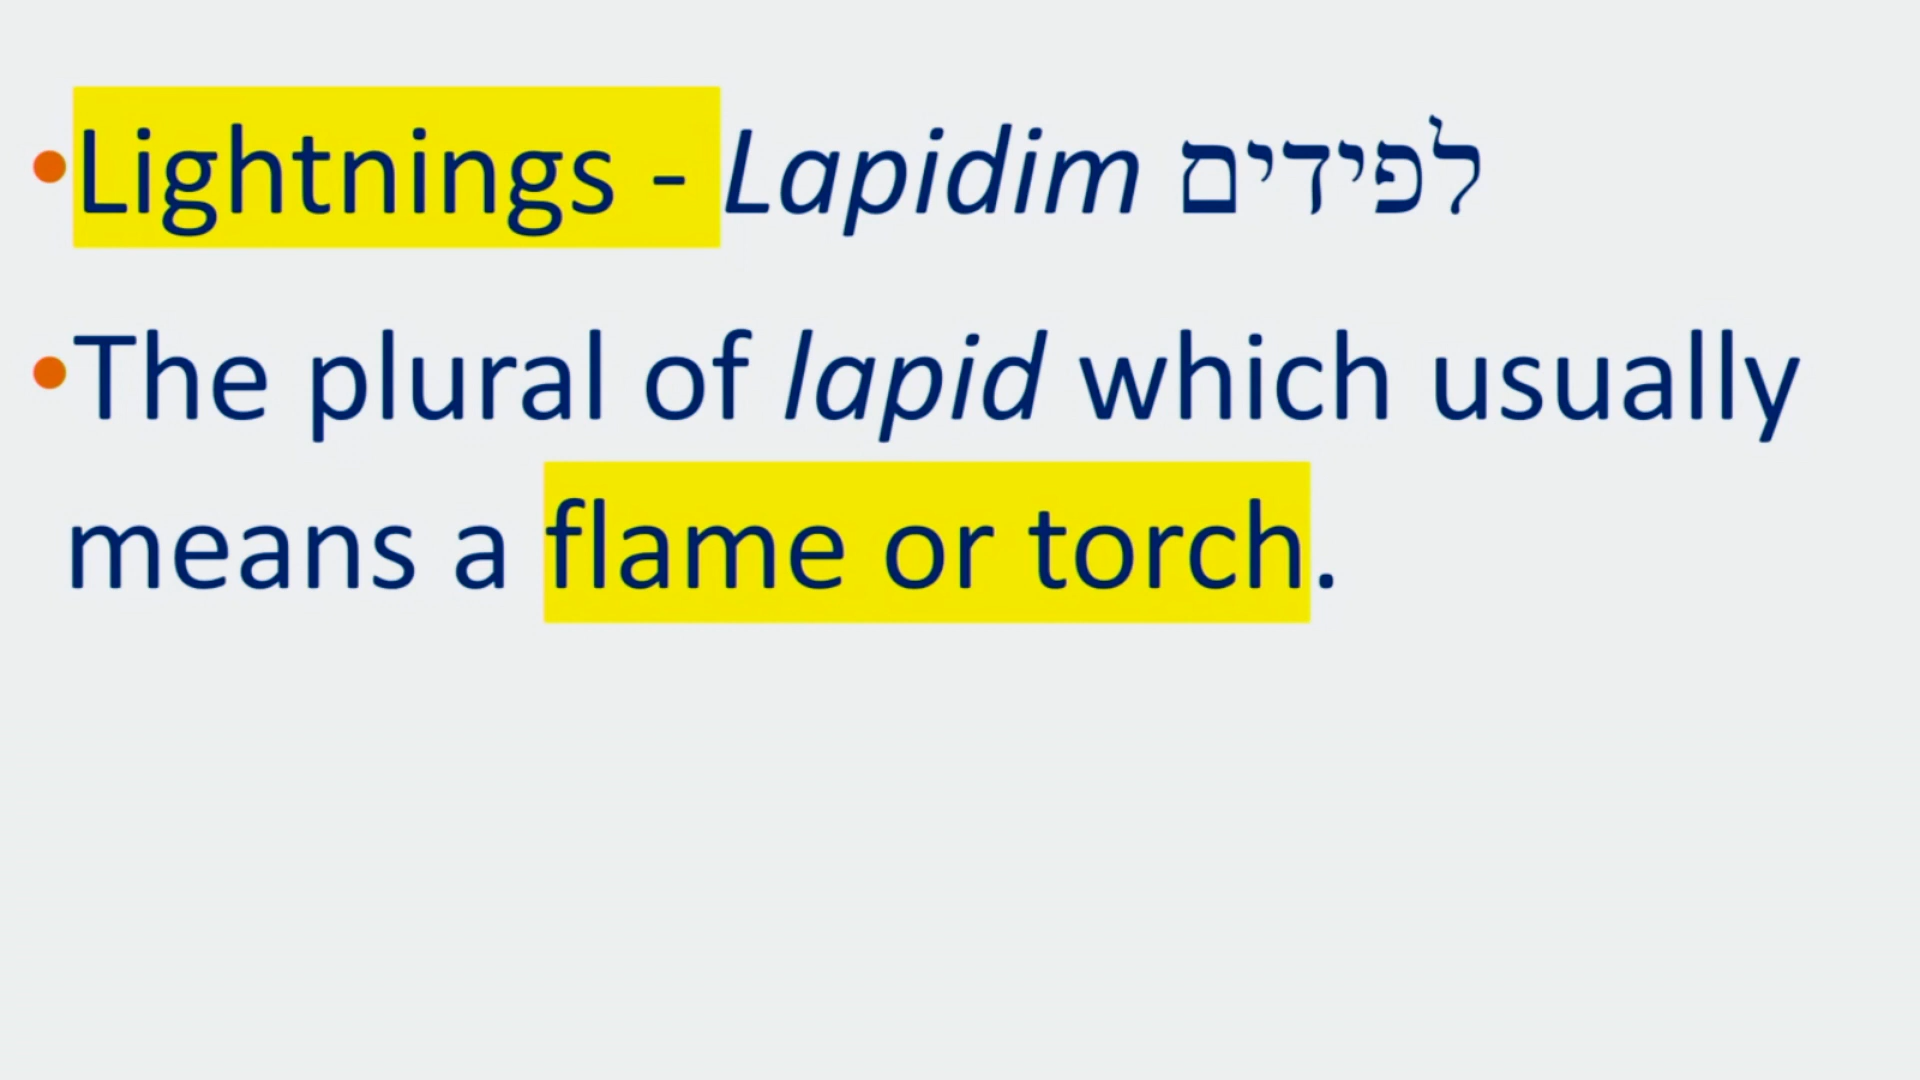 •Lightnings - Lapidim לפידים
•The plural of lapid which usually
means a flame or torch.